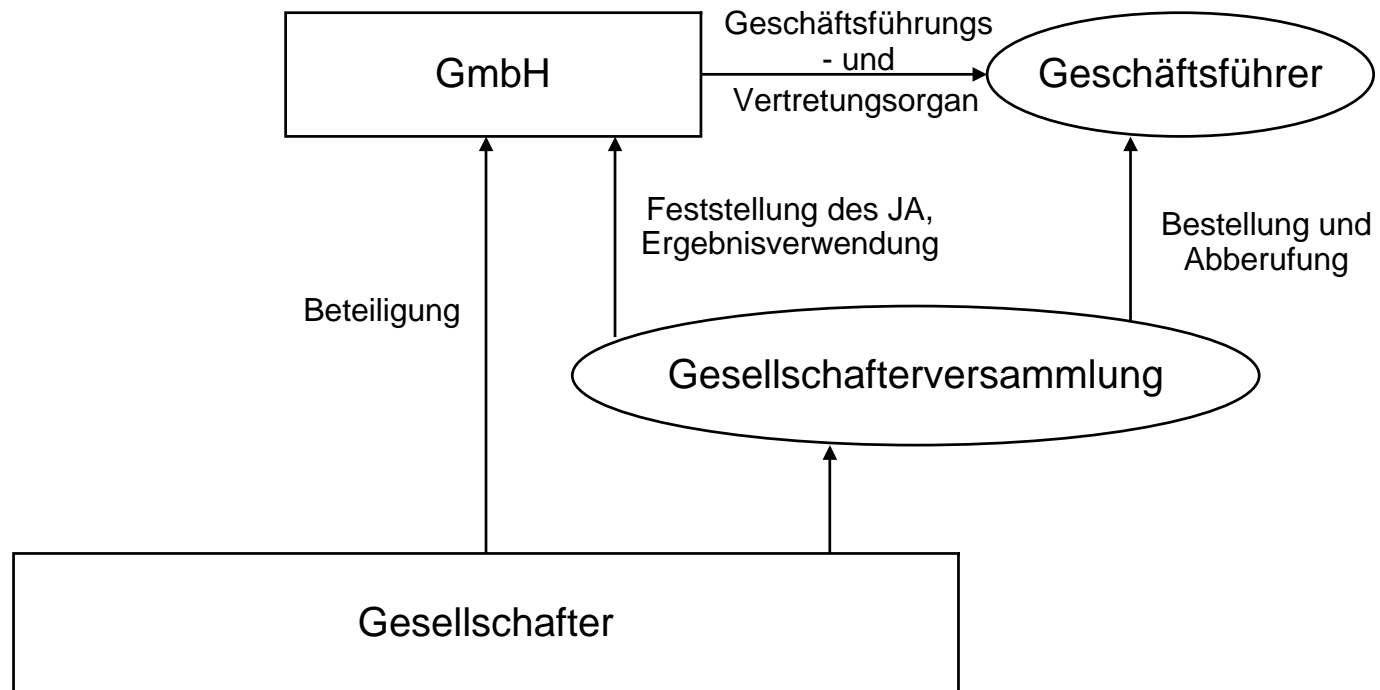 GmbH
Geschäftsführungs
- und
Vertretungsorgan
Geschäftsführer
Feststellung des JA,
Ergebnisverwendung
Bestellung und
Abberufung
Beteiligung
Gesellschafterversammlung
Gesellschafter